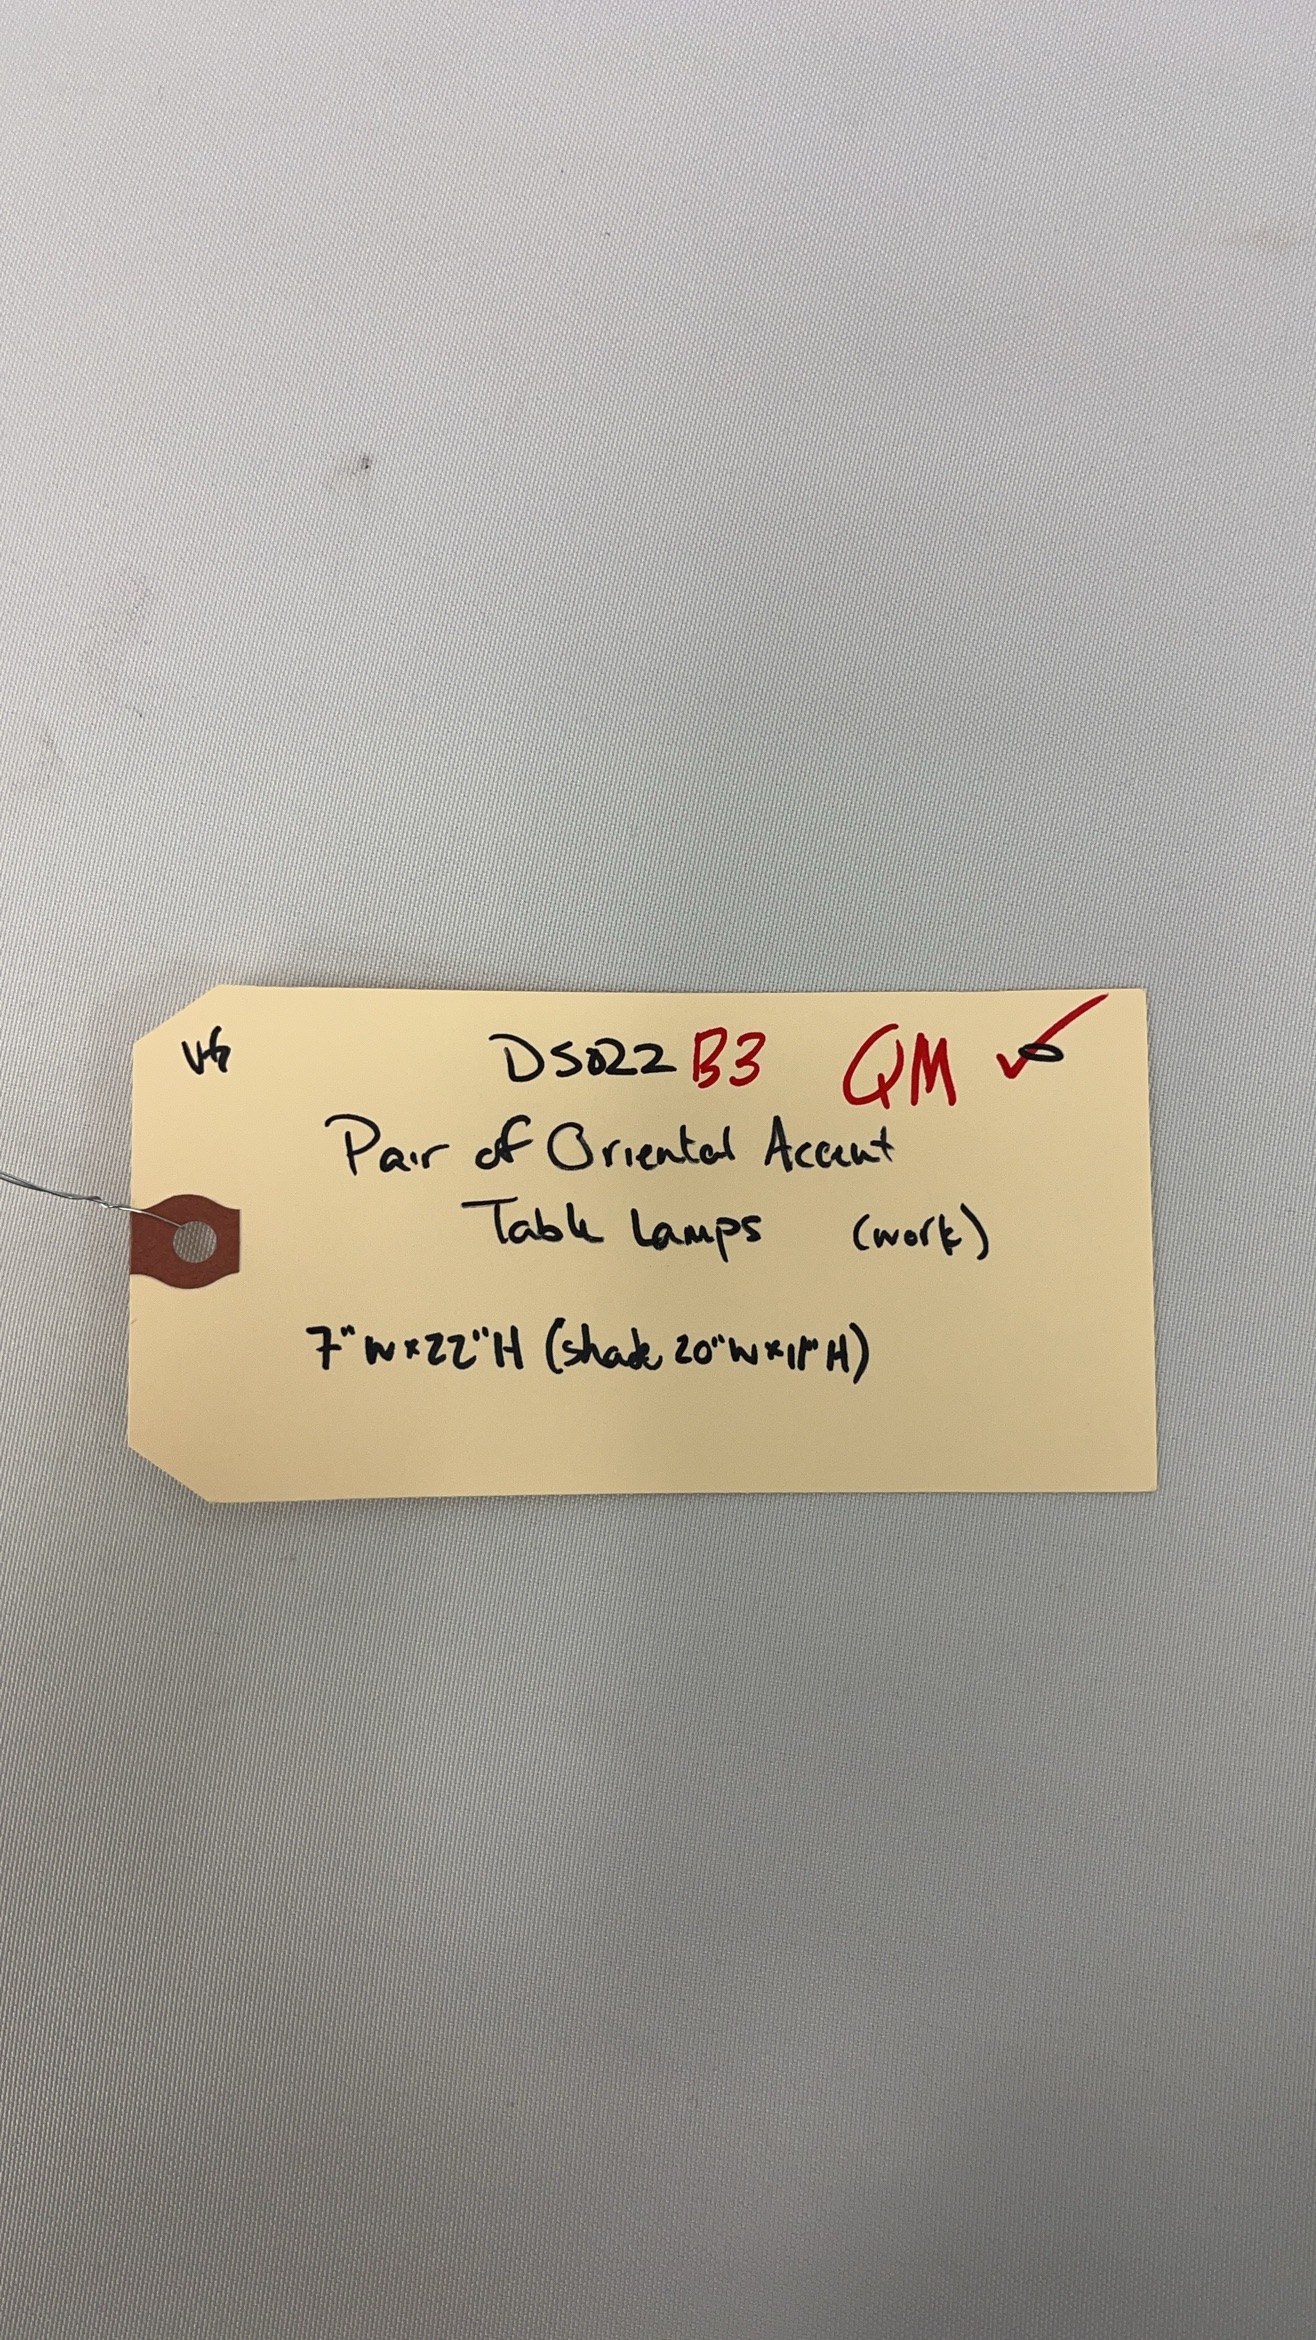 VG DS022 B3 QM ✓
Pair of Oriental Accent
Table Lamps (work)
7" W x 22" H (shade 20" W x 11" H)